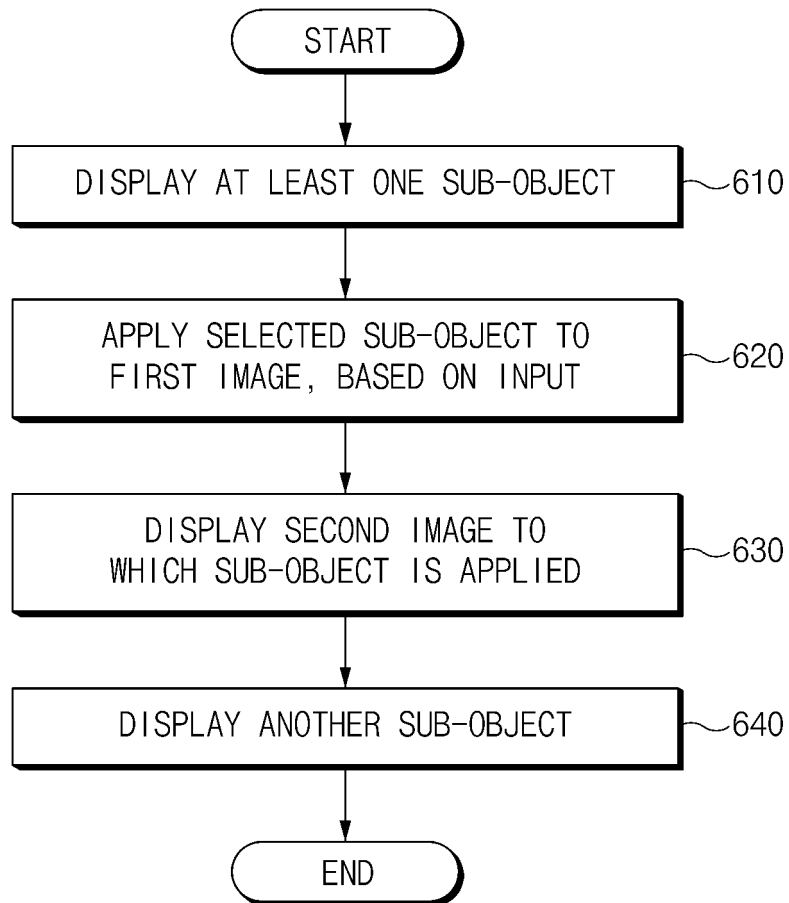 START
DISPLAY AT LEAST ONE SUB-OBJECT
610
APPLY SELECTED SUB-OBJECT TO
FIRST IMAGE, BASED ON INPUT
620
DISPLAY SECOND IMAGE TO
WHICH SUB-OBJECT IS APPLIED
630
DISPLAY ANOTHER SUB-OBJECT
640
END